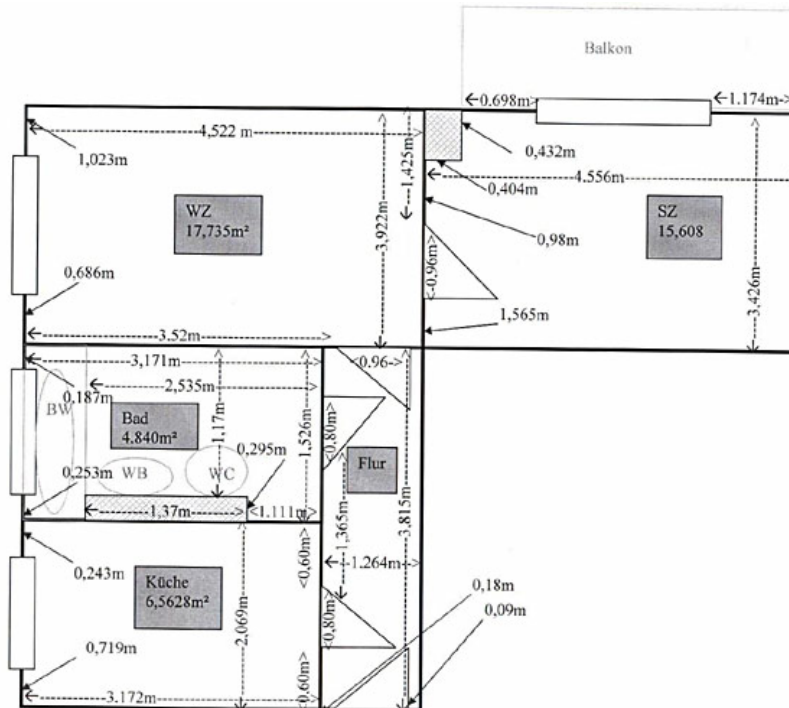 Balkon
0.698m
1.174m
4,522 m
1,023m
1,425m
0,432m
0,404m
4.556m
WZ
17,735m²
3,922m
0,98m
SZ
15,608
0.96m
3,426m
0,686m
1,565m
3.52m
3,171m
0.96
0,187m
2,535m
BW
Bad
4.840m²
1,17m
1,526m
0,80m
0,295m
Flur
0,253m
WB
WC
1,37m
1.111m
1,365m
3,815m
0,243m
Küche
6,5628m²
0,60m
1.264m
0,18m
0,09m
2,069m
0,80m
0,719m
0,60m
3.172m